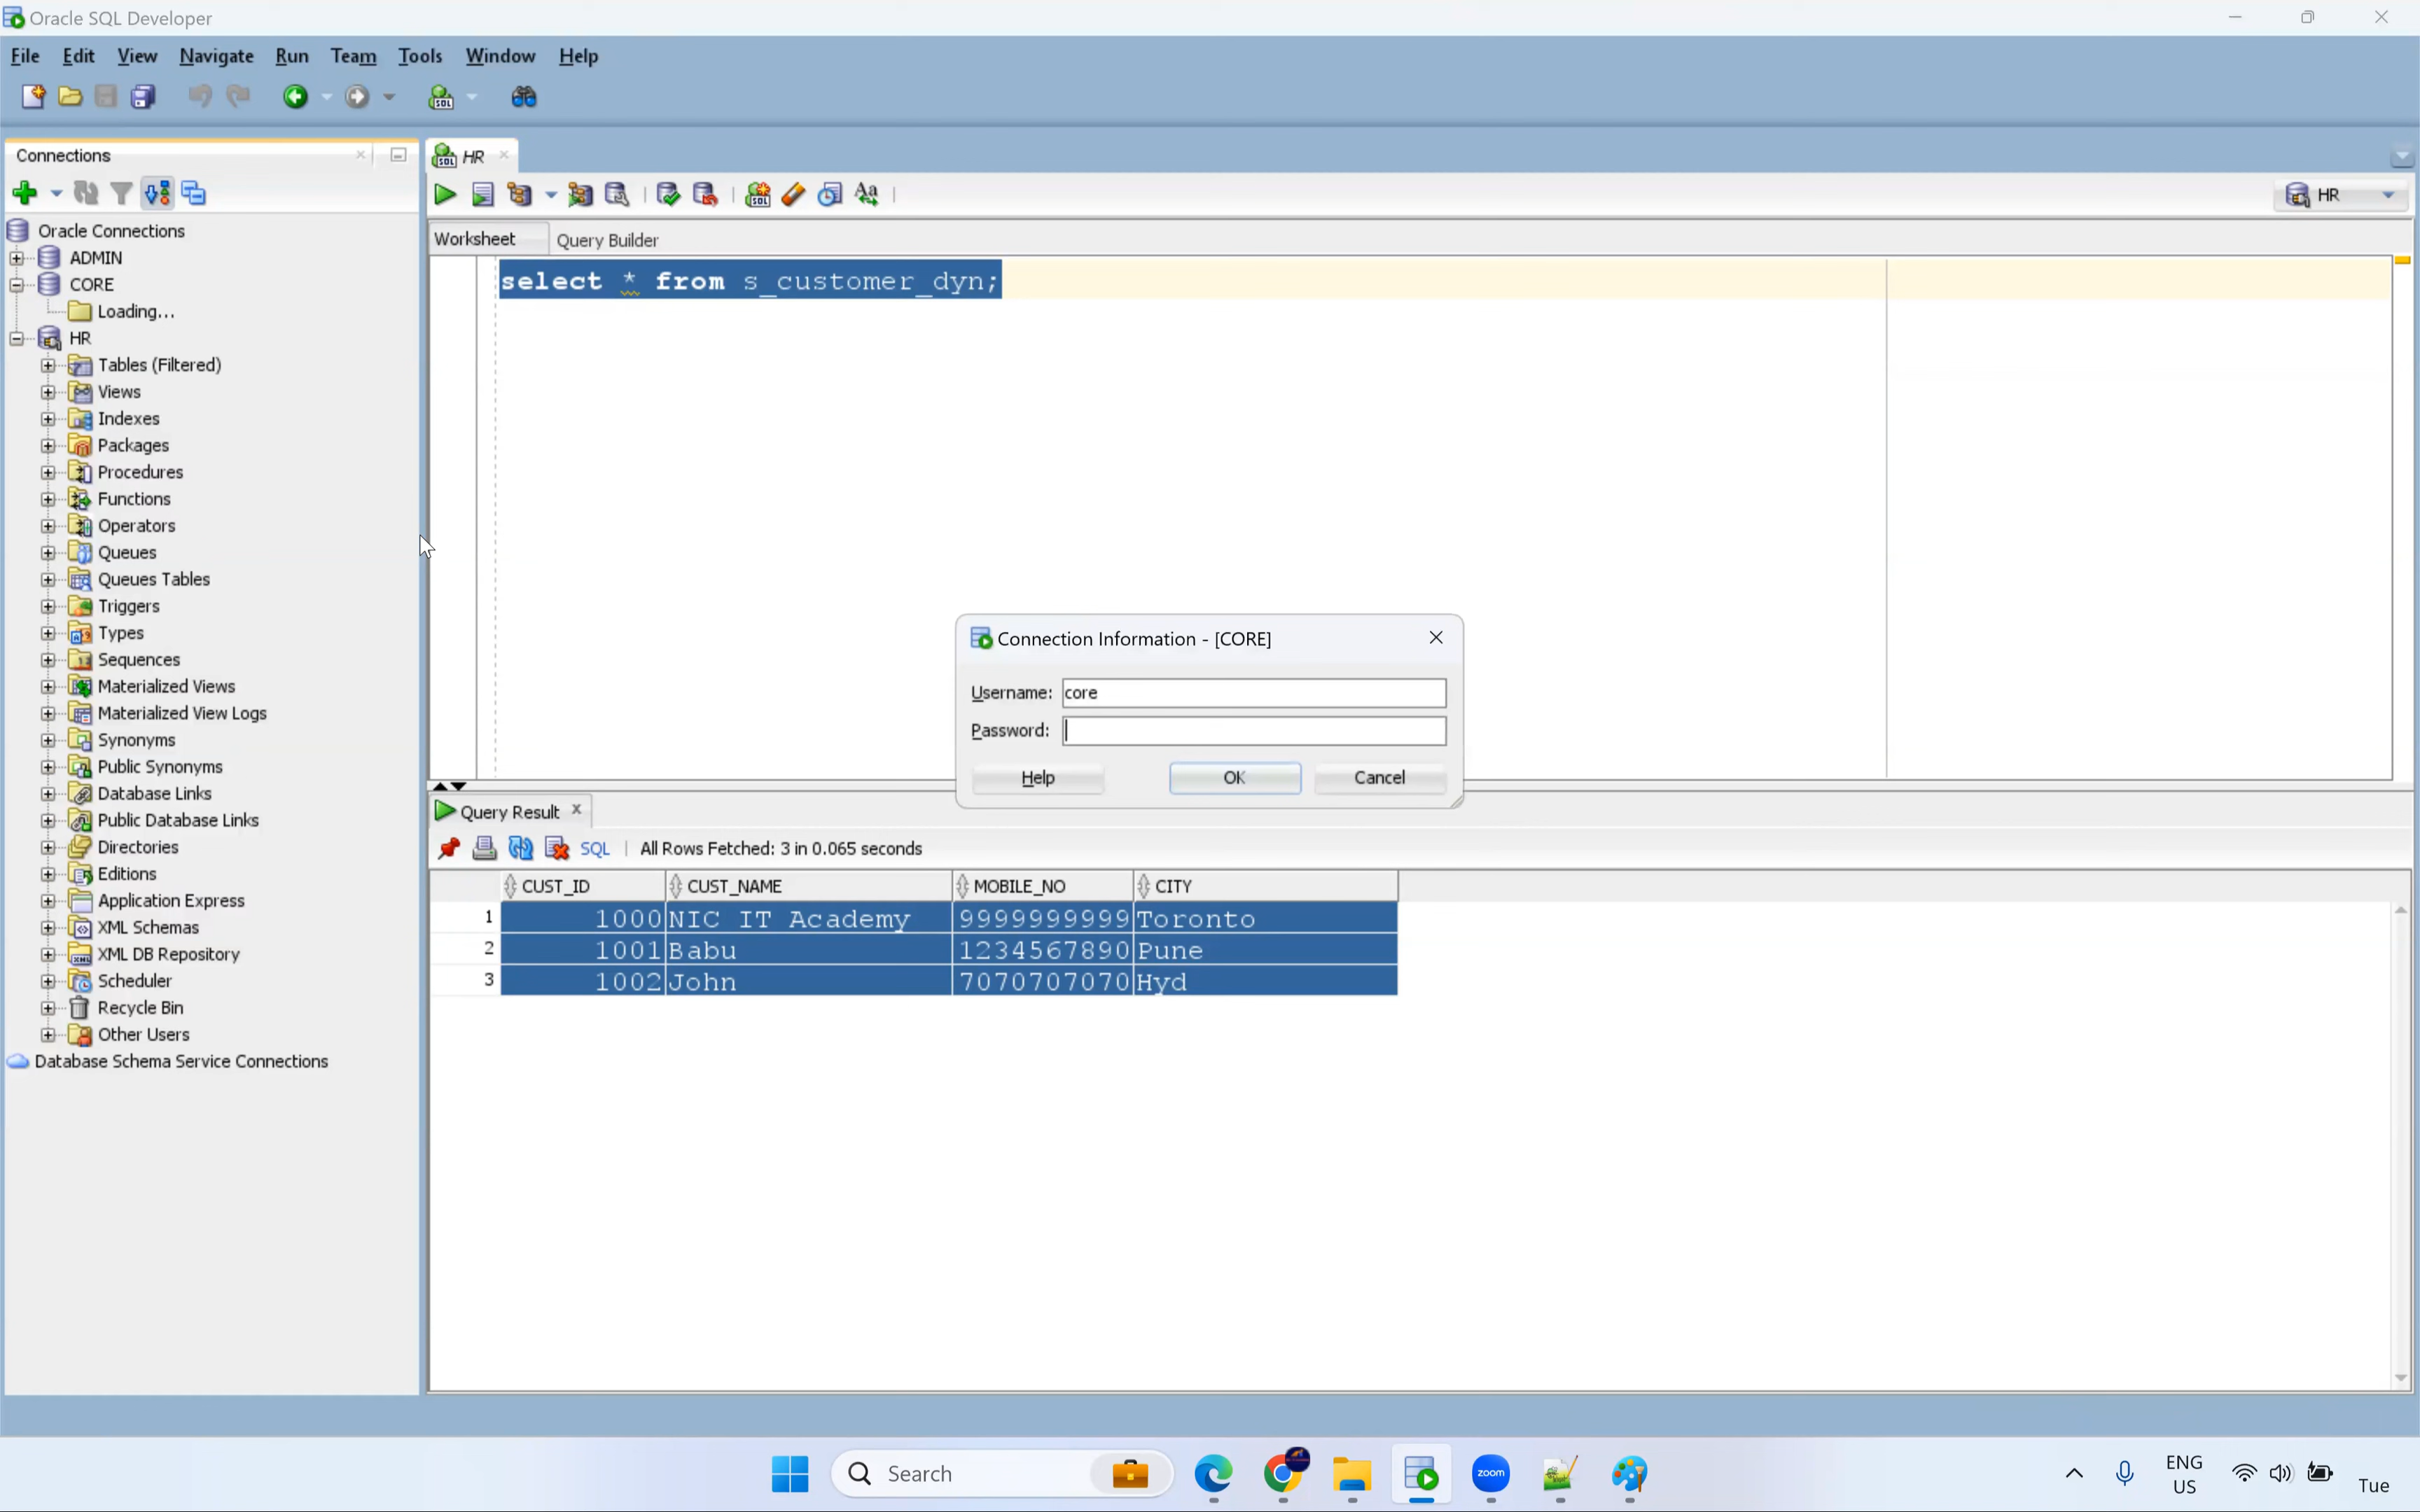 Oracle SQL Developer
File Edit View Navigate Run Team Tools Window Help
Connections
Oracle Connections
ADMIN
CORE
Loading...
HR
Tables (Filtered)
Views
Indexes
Packages
Procedures
Functions
Operators
Queues
Queues Tables
Triggers
Types
Sequences
Materialized Views
Materialized View Logs
Synonyms
Public Synonyms
Database Links
Public Database Links
Directories
Editions
Application Express
XML Schemas
XML DB Repository
Scheduler
Recycle Bin
Other Users
Database Schema Service Connections
HR
HR
Worksheet Query Builder
select * from s_customer_dyn;
Connection Information - [CORE]
Username: core
Password:
Help OK Cancel
Query Result
SQL | All Rows Fetched: 3 in 0.065 seconds
CUST_ID CUST_NAME MOBILE_NO CITY
1 1000 NIC IT Academy 9999999999 Toronto
2 1001 Babu 1234567890 Pune
3 1002 John 7070707070 Hyd
Search
zoom
ENG
US
Tue